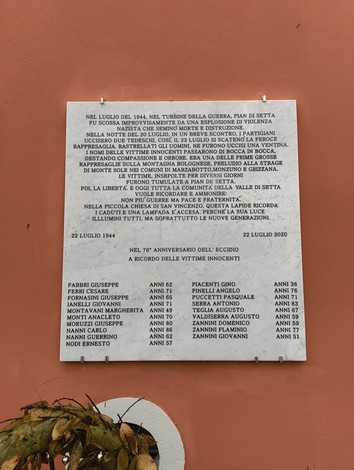 NEL LUGLIO DEL 1944, NEL TURBINE DELLA GUERRA, PIAN DI SETTA
FU SCOSSA IMPROVVISAMENTE DA UNA ESPLOSIONE DI VIOLENZA
NAZISTA CHE SEMINÒ MORTE E DISTRUZIONE.
NELLA NOTTE DEL 20 LUGLIO, IN UN BREVE SCONTRO, I PARTIGIANI
UCCISERO DUE TEDESCHI, COSÌ, IL 22 LUGLIO SI SCATENÒ LA FEROCE
RAPPRESAGLIA. RASTRELLATI GLI UOMINI, NE FURONO UCCISI UNA VENTINA.
I NOMI DELLE VITTIME INNOCENTI PASSARONO DI BOCCA IN BOCCA,
DESTANDO COMPASSIONE E ORRORE. ERA UNA DELLE PRIME GROSSE
RAPPRESAGLIE SULLA MONTAGNA BOLOGNESE, PRELUDIO ALLA STRAGE
DI MONTE SOLE NEI COMUNI DI MARZABOTTO, MONZUNO E GRIZZANA.
LE VITTIME, INSEPOLTE PER DIVERSI GIORNI
FURONO TUMULATE A PIAN DI SETTA.
POI, LA LIBERTÀ. E OGGI TUTTA LA COMUNITÀ DELLA VALLE DI SETTA
VUOLE RICORDARE E AMMONIRE:
NON PIÙ GUERRE MA PACE E FRATERNITÀ.
NELLA PICCOLA CHIESA DI SAN VINCENZO, QUESTA LAPIDE RICORDA
I CADUTI E UNA LAMPADA È ACCESA, PERCHÉ LA SUA LUCE
ILLUMINI TUTTI, MA SOPRATTUTTO LE NUOVE GENERAZIONI.
22 LUGLIO 1944 22 LUGLIO 2020
NEL 76° ANNIVERSARIO DELL' ECCIDIO
A RICORDO DELLE VITTIME INNOCENTI
FABBRI GIUSEPPE ANNI 62
FERRI CESARE ANNI 71
FORNASINI GIUSEPPE ANNI 66
IANELLI GIOVANNI ANNI 71
MONTAVANI MARGHERITA ANNI 49
MONTI ANACLETO ANNI 70
MORUZZI GIUSEPPE ANNI 80
NANNI CARLO ANNI 86
NANNI GUERRINO ANNI 62
NODI ERNESTO ANNI 57
PIACENTI GINO ANNI 36
PINELLI ANGELO ANNI 76
PUCCETTI PASQUALE ANNI 71
SERRA ANTONIO ANNI 83
TEGLIA AUGUSTO ANNI 67
VALDISERRA AUGUSTO ANNI 59
ZANNINI DOMENICO ANNI 59
ZANNINI FLAMINIO ANNI 77
ZANNINI GIOVANNI ANNI 51